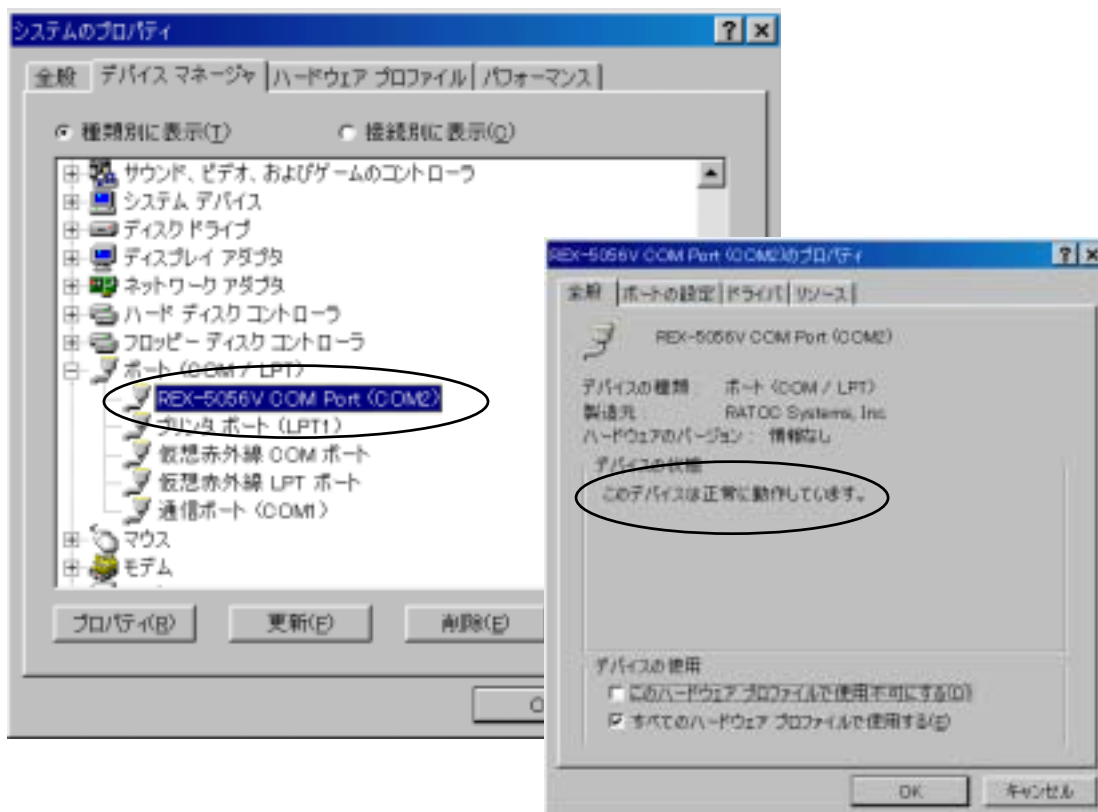 システムのプロパティ
全般 デバイス マネージャ ハードウェア プロファイル パフォーマンス
種類別に表示(T) 接続別に表示(O)
サウンド、ビデオ、およびゲームのコントローラ
システム デバイス
ディスク ドライブ
ディスプレイ アダプタ
ネットワーク アダプタ
ハード ディスク コントローラ
フロッピー ディスク コントローラ
ポート (COM / LPT)
REX-5056V COM Port (COM2)
プリンタ ポート (LPT1)
仮想赤外線 COM ポート
仮想赤外線 LPT ポート
通信ポート (COM1)
マウス
モデム
プロパティ(R) 更新(F) 削除(E)
REX-5056V COM Port (COM2)のプロパティ
全般 ポートの設定 ドライバ リソース
REX-5056V COM Port (COM2)
デバイスの種類 ポート (COM / LPT)
製造元 : RATOC Systems, Inc.
ハードウェアのバージョン : 情報なし
デバイスの状態
このデバイスは正常に動作しています。
デバイスの使用
このハードウェア プロファイルで使用不可にする(D)
すべてのハードウェア プロファイルで使用する(E)
OK キャンセル